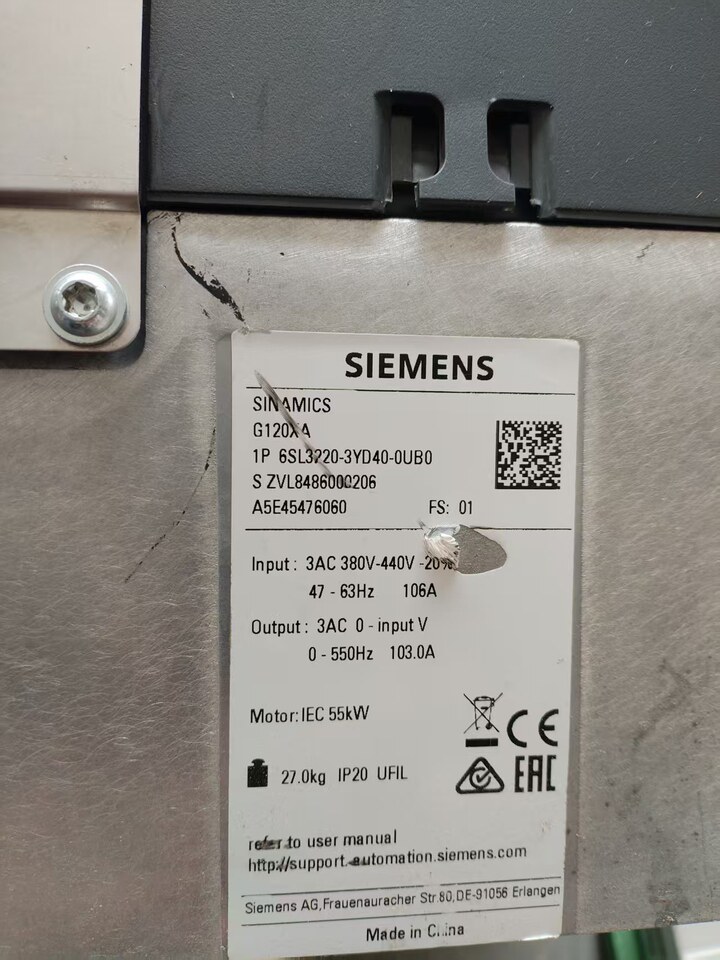 SIEMENS
SINAMICS
G120XA
1P 6SL3220-3YD40-0UB0
S ZVL8486000206
A5E45476060 FS: 01
Input : 3AC 380V-440V -20%
47 - 63Hz 106A
Output : 3AC 0 - input V
0 - 550Hz 103.0A
Motor: IEC 55kW
CE
27.0kg IP20 UFIL
EAC
refer to user manual
http://support.automation.siemens.com
Siemens AG,Frauenauracher Str.80,DE-91056 Erlangen
Made in China